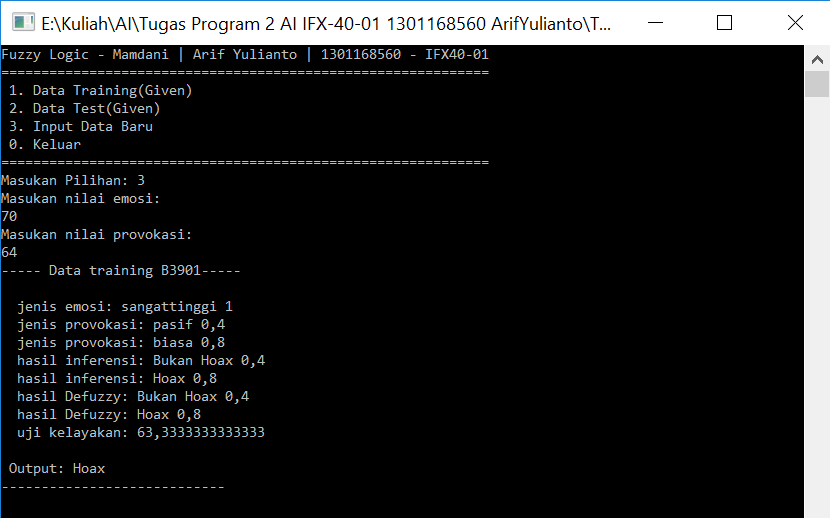 E:\Kuliah\AI\Tugas Program 2 AI IFX-40-01 1301168560 ArifYulianto\T...
Fuzzy Logic - Mamdani | Arif Yulianto | 1301168560 - IFX40-01
=============================================================
1. Data Training(Given)
2. Data Test(Given)
3. Input Data Baru
0. Keluar
=============================================================
Masukan Pilihan: 3
Masukan nilai emosi:
70
Masukan nilai provokasi:
64
----- Data training B3901-----
jenis emosi: sangattinggi 1
jenis provokasi: pasif 0,4
jenis provokasi: biasa 0,8
hasil inferensi: Bukan Hoax 0,4
hasil inferensi: Hoax 0,8
hasil Defuzzy: Bukan Hoax 0,4
hasil Defuzzy: Hoax 0,8
uji kelayakan: 63,3333333333333
Output: Hoax
----------------------------